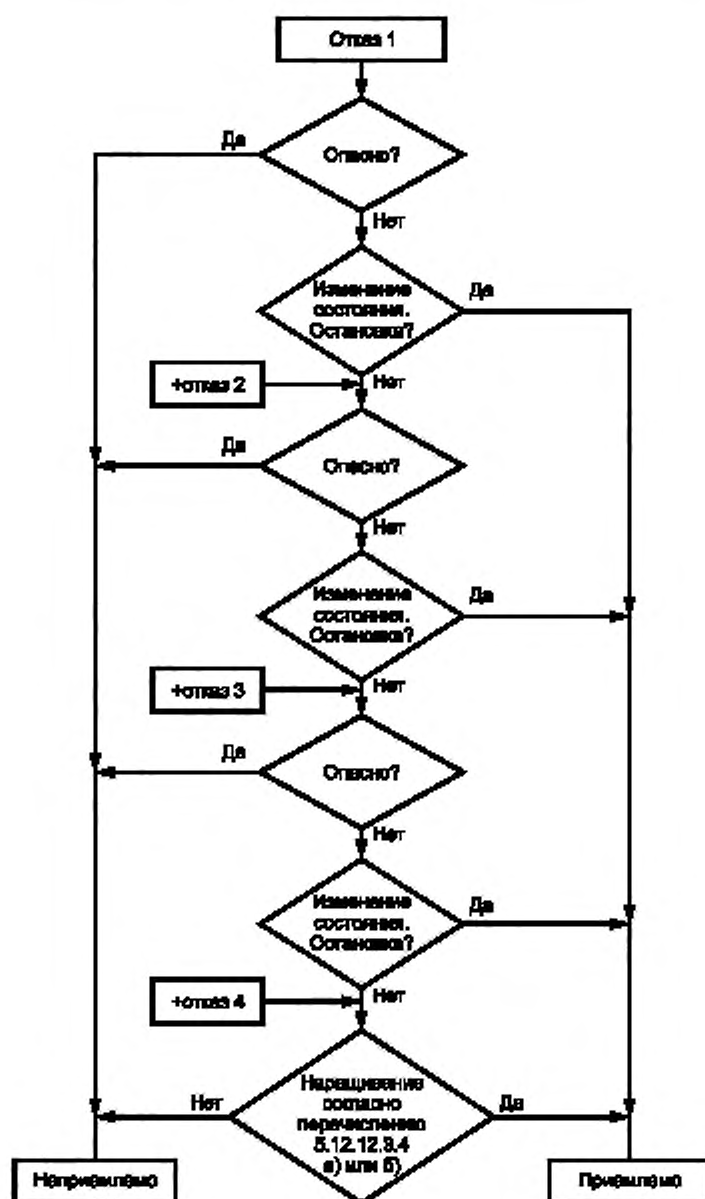 Отказ 1
Да
Опасно?
Нет
Изменение
состояния.
Остановка?
Да
+отказ 2
Нет
Да
Опасно?
Нет
Изменение
состояния.
Остановка?
Да
+отказ 3
Нет
Да
Опасно?
Нет
Изменение
состояния.
Остановка?
Да
+отказ 4
Нет
Нет
Наращивание
согласно
перечислению
5.12.12.3.4
а) или б)
Да
Неприемлемо
Приемлемо